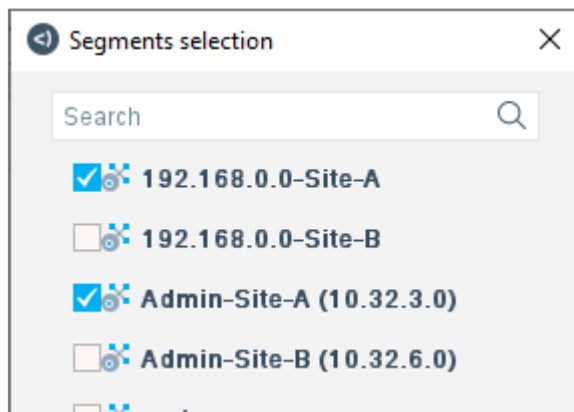 Segments selection
Search
192.168.0.0-Site-A
192.168.0.0-Site-B
Admin-Site-A (10.32.3.0)
Admin-Site-B (10.32.6.0)